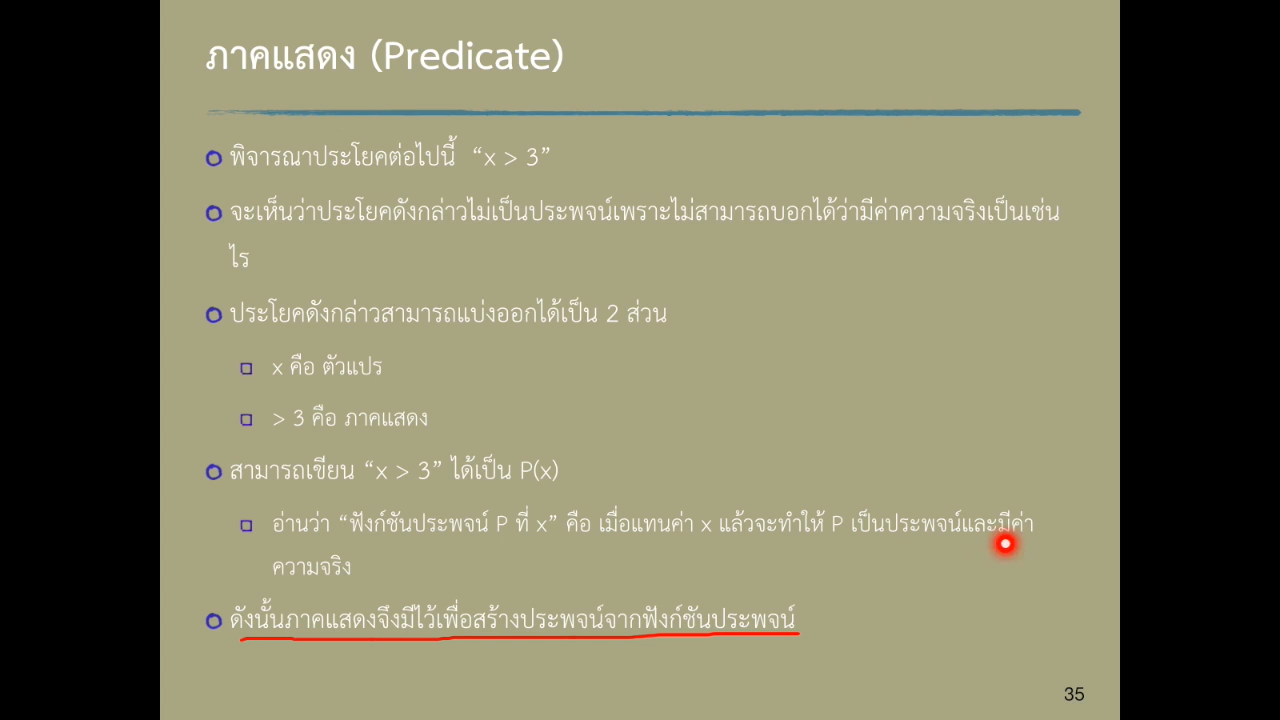 ภาคแสดง (Predicate)
พิจารณาประโยคต่อไปนี้ “x > 3”
จะเห็นว่าประโยคดังกล่าวไม่เป็นประพจน์เพราะไม่สามารถบอกได้ว่ามีค่าความจริงเป็นเช่น
ไร
ประโยคดังกล่าวสามารถแบ่งออกได้เป็น 2 ส่วน
x คือ ตัวแปร
> 3 คือ ภาคแสดง
สามารถเขียน “x > 3” ได้เป็น P(x)
อ่านว่า “ฟังก์ชันประพจน์ P ที่ x” คือ เมื่อแทนค่า x แล้วจะทำให้ P เป็นประพจน์และมีค่า
ความจริง
ดังนั้นภาคแสดงจึงมีไว้เพื่อสร้างประพจน์จากฟังก์ชันประพจน์
35